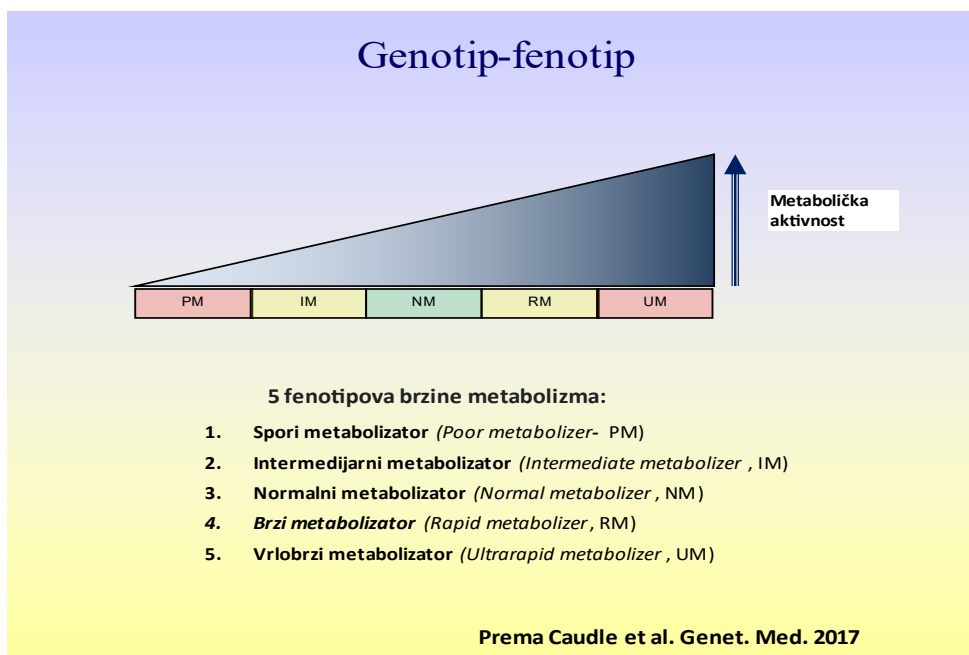 Genotip-fenotip
Metabolička
aktivnost
PM IM NM RM UM
5 fenotipova brzine metabolizma:
1. Spori metabolizator (Poor metabolizer- PM)
2. Intermedijarni metabolizator (Intermediate metabolizer , IM)
3. Normalni metabolizator (Normal metabolizer , NM)
4. Brzi metabolizator (Rapid metabolizer , RM)
5. Vrlobrzi metabolizator (Ultrarapid metabolizer , UM)
Prema Caudle et al. Genet. Med. 2017